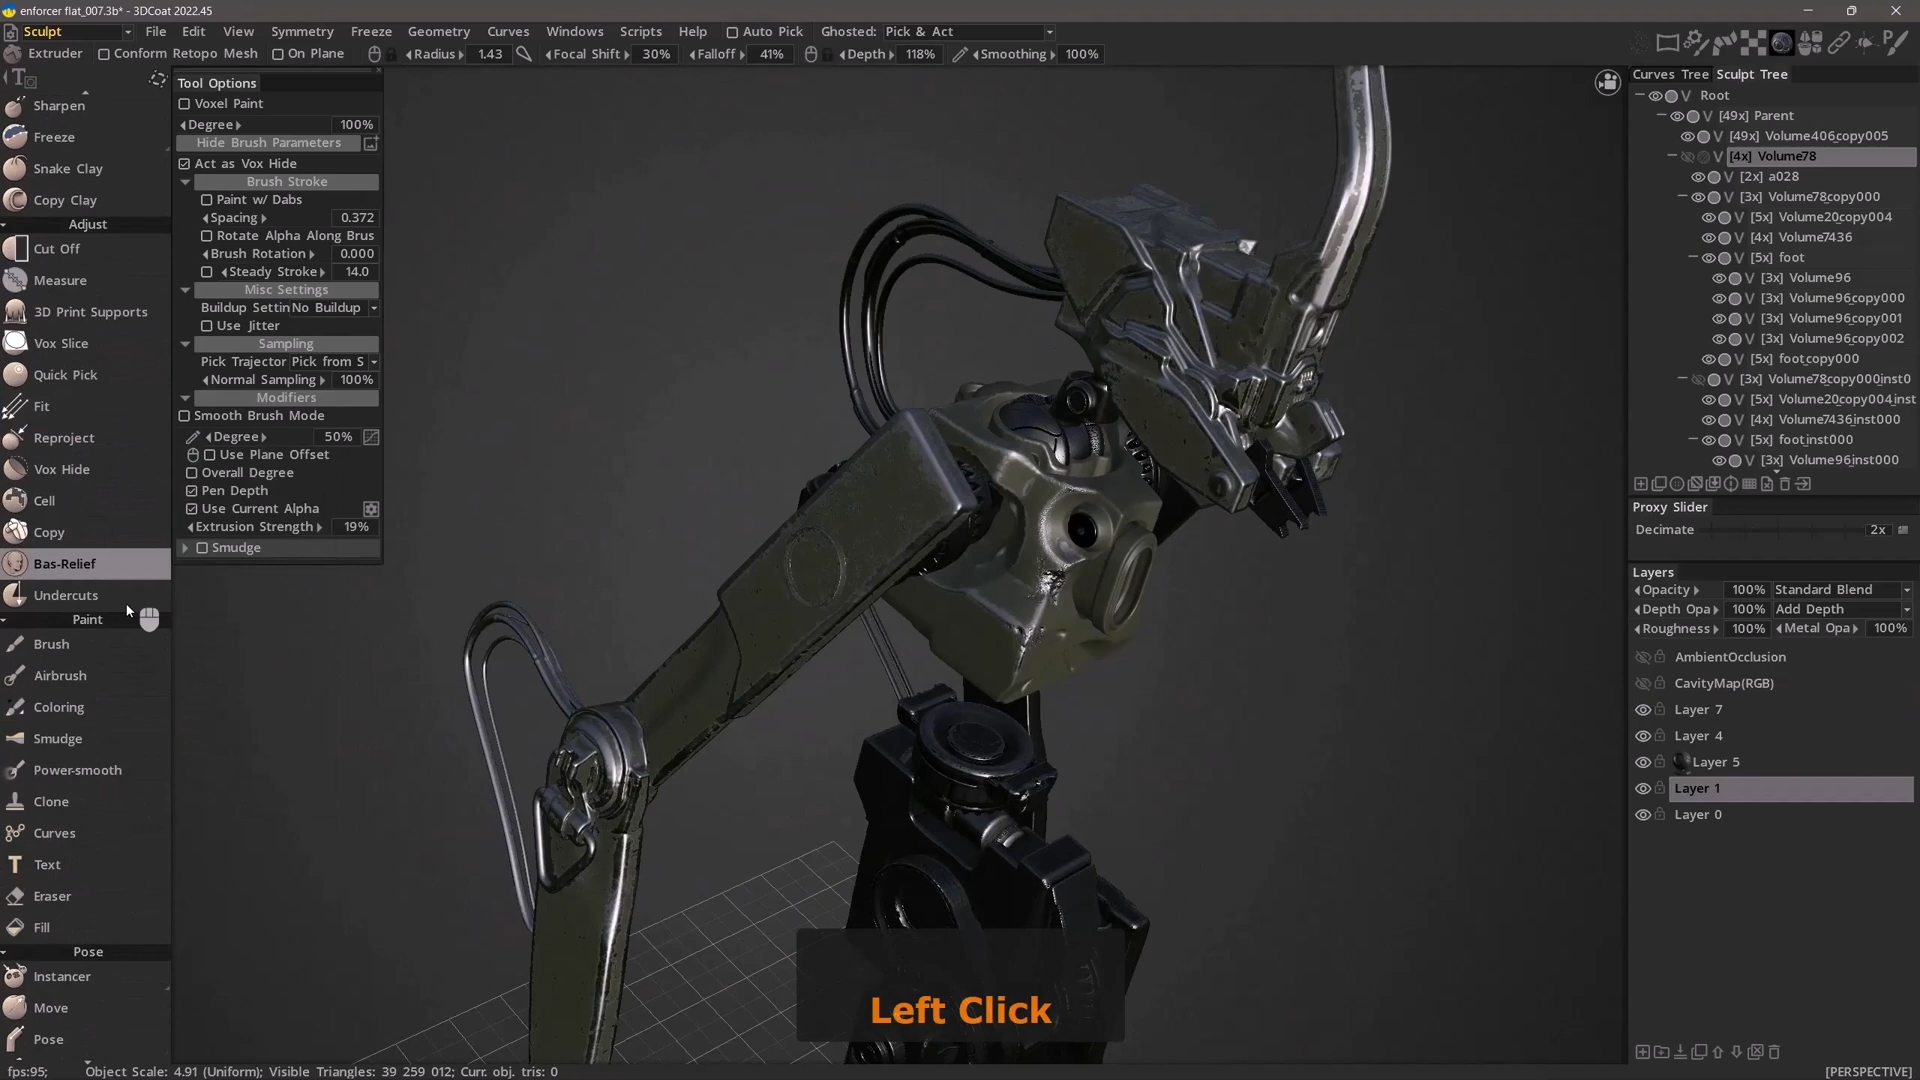 enforcer flat_007.3b* - 3DCoat 2022.45
Sculpt File Edit View Symmetry Freeze Geometry Curves Windows Scripts Help Auto Pick Ghosted: Pick & Act
Extruder Conform Retopo Mesh On Plane Radius 1.43 Focal Shift 30% Falloff 41% Depth 118% Smoothing 100%
Sharpen
Freeze
Snake Clay
Copy Clay
Adjust
Cut Off
Measure
3D Print Supports
Vox Slice
Quick Pick
Fit
Reproject
Vox Hide
Cell
Copy
Bas-Relief
Undercuts
Paint
Brush
Airbrush
Coloring
Smudge
Power-smooth
Clone
Curves
Text
Eraser
Fill
Pose
Instancer
Move
Pose
Tool Options
Voxel Paint
Degree 100%
Hide Brush Parameters
Act as Vox Hide
Brush Stroke
Paint w/ Dabs
Spacing 0.372
Rotate Alpha Along Brus
Brush Rotation 0.000
Steady Stroke 14.0
Misc Settings
Buildup Settin No Buildup
Use Jitter
Sampling
Pick Trajector Pick from S
Normal Sampling 100%
Modifiers
Smooth Brush Mode
Degree 50%
Use Plane Offset
Overall Degree
Pen Depth
Use Current Alpha
Extrusion Strength 19%
Smudge
Left Click
Curves Tree Sculpt Tree
V Root
V [49x] Parent
V [49x] Volume406copy005
V [4x] Volume78
V [2x] a028
V [3x] Volume78copy000
V [5x] Volume20copy004
V [4x] Volume7436
V [5x] foot
V [3x] Volume96
V [3x] Volume96_copy000
V [3x] Volume96_copy001
V [3x] Volume96_copy002
V [5x] foot_copy000
V [3x] Volume78copy000_inst0
V [5x] Volume20copy004_inst
V [4x] Volume7436_inst000
V [5x] foot_inst000
V [3x] Volume96_inst000
Proxy Slider
Decimate 2x
Layers
Opacity 100% Standard Blend
Depth Opa 100% Add Depth
Roughness 100% Metal Opa 100%
AmbientOcclusion
CavityMap(RGB)
Layer 7
Layer 4
Layer 5
Layer 1
Layer 0
fps:95; Object Scale: 4.91 (Uniform); Visible Triangles: 39 259 012; Curr. obj. tris: 0 [PERSPECTIVE]